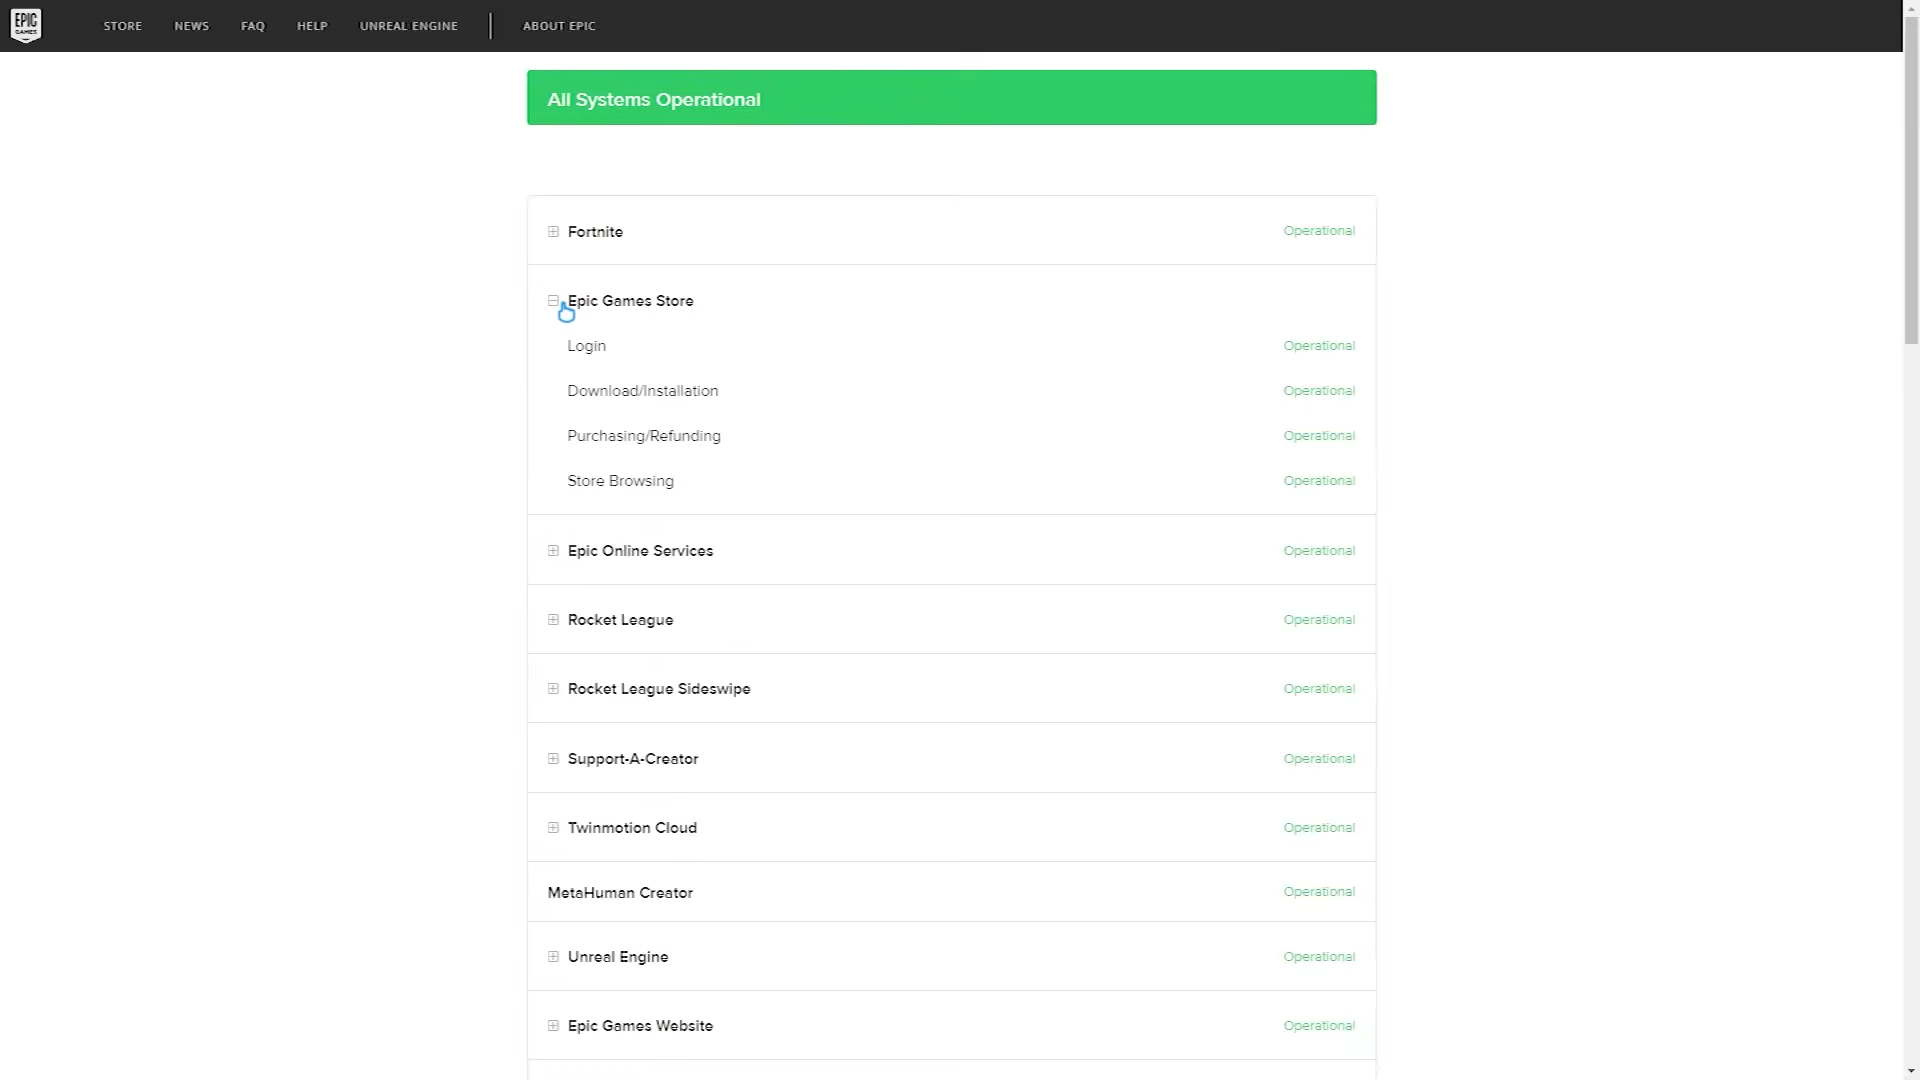 EPIC
GAMES
STORE NEWS FAQ HELP UNREAL ENGINE ABOUT EPIC
All Systems Operational
Fortnite Operational
Epic Games Store
Login Operational
Download/Installation Operational
Purchasing/Refunding Operational
Store Browsing Operational
Epic Online Services Operational
Rocket League Operational
Rocket League Sideswipe Operational
Support-A-Creator Operational
Twinmotion Cloud Operational
MetaHuman Creator Operational
Unreal Engine Operational
Epic Games Website Operational